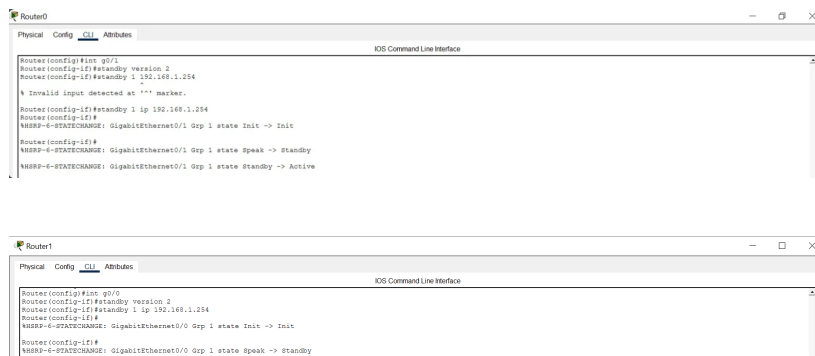 Router0
Physical Config CLI Attributes
IOS Command Line Interface
Router(config)#int g0/1
Router(config-if)#standby version 2
Router(config-if)#standby 1 192.168.1.254
^
% Invalid input detected at '^' marker.
Router(config-if)#standby 1 ip 192.168.1.254
Router(config-if)#
%HSRP-6-STATECHANGE: GigabitEthernet0/1 Grp 1 state Init -> Init
Router(config-if)#
%HSRP-6-STATECHANGE: GigabitEthernet0/1 Grp 1 state Speak -> Standby
%HSRP-6-STATECHANGE: GigabitEthernet0/1 Grp 1 state Standby -> Active
Router1
Physical Config CLI Attributes
IOS Command Line Interface
Router(config)#int g0/0
Router(config-if)#standby version 2
Router(config-if)#standby 1 ip 192.168.1.254
Router(config-if)#
%HSRP-6-STATECHANGE: GigabitEthernet0/0 Grp 1 state Init -> Init
Router(config-if)#
%HSRP-6-STATECHANGE: GigabitEthernet0/0 Grp 1 state Speak -> Standby